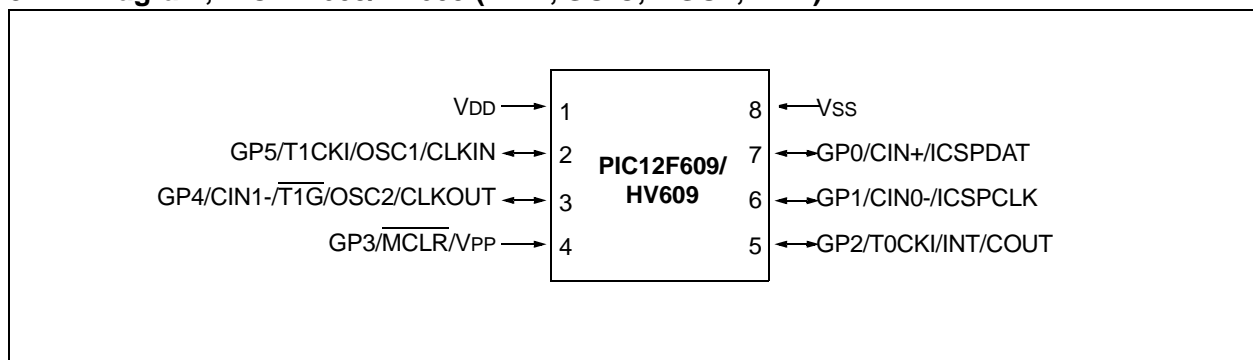 VDD 1 8 VSS
GP5/T1CKI/OSC1/CLKIN 2 PIC12F609/ 7 GP0/CIN+/ICSPDAT
GP4/CIN1-/T1G/OSC2/CLKOUT 3 HV609 6 GP1/CIN0-/ICSPCLK
GP3/MCLR/VPP 4 5 GP2/T0CKI/INT/COUT